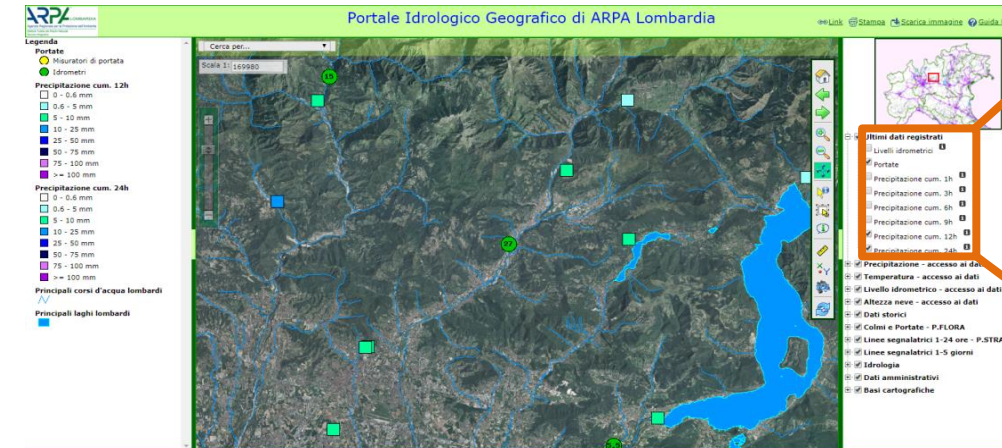 ARPA LOMBARDIA
Portale Idrologico Geografico di ARPA Lombardia
Link Stampa Scarica immagine Guida
Legenda
Portate
Misuratori di portata
Idrometri
Precipitazione cum. 12h
0 - 0.6 mm
0.6 - 5 mm
5 - 10 mm
10 - 25 mm
25 - 50 mm
50 - 75 mm
75 - 100 mm
>= 100 mm
Precipitazione cum. 24h
0 - 0.6 mm
0.6 - 5 mm
5 - 10 mm
10 - 25 mm
25 - 50 mm
50 - 75 mm
75 - 100 mm
>= 100 mm
Principali corsi d'acqua lombardi
Principali laghi lombardi
Cerca per...
Scala 1: 169980
15
27
5.5
Ultimi dati registrati
Livelli idrometrici
Portate
Precipitazione cum. 1h
Precipitazione cum. 3h
Precipitazione cum. 6h
Precipitazione cum. 9h
Precipitazione cum. 12h
Precipitazione cum. 24h
Precipitazione - accesso ai dati
Temperatura - accesso ai dati
Livello idrometrico - accesso ai dati
Altezza neve - accesso ai dati
Dati storici
Colmi e Portate - P.FLORA
Linee segnalatrici 1-24 ore - P.STRA
Linee segnalatrici 1-5 giorni
Idrologia
Dati amministrativi
Basi cartografiche